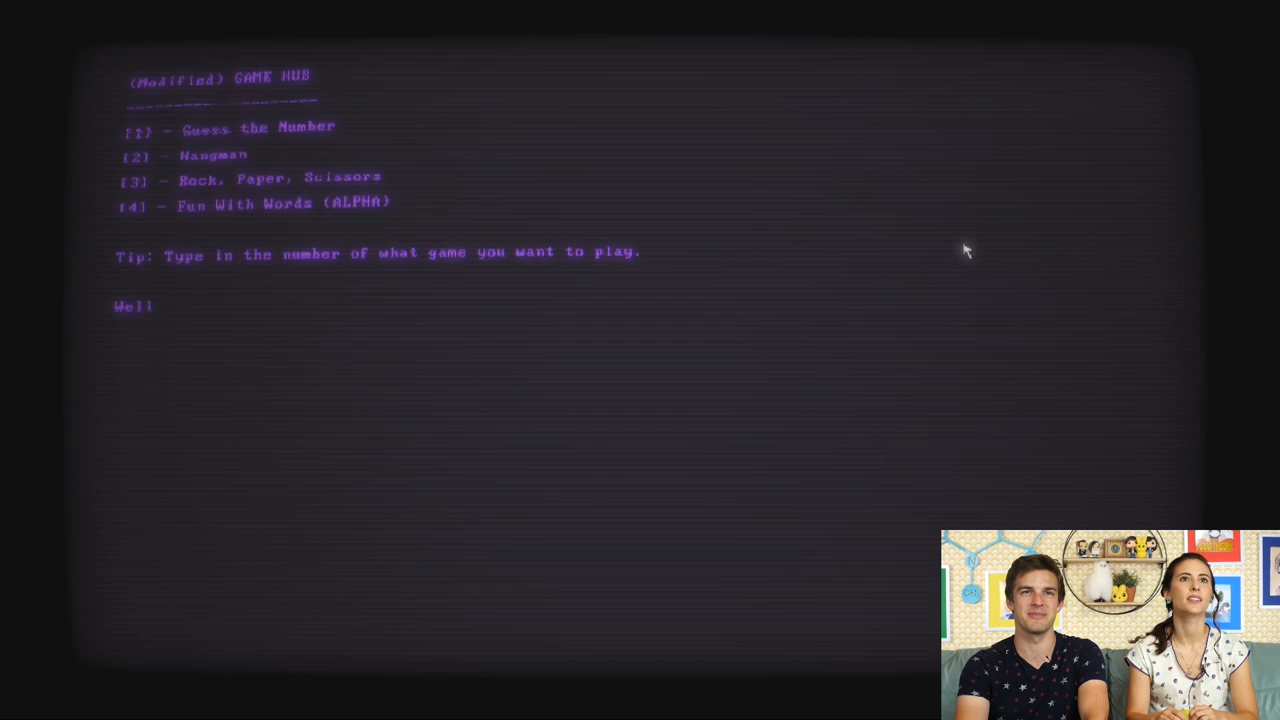 (Modified) GAME HUB
--------------------
[1] - Guess the Number
[2] - Wangman
[3] - Rock, Paper, Scissors
[4] - Fun With Words (ALPHA)
Tip: Type in the number of what game you want to play.
Well